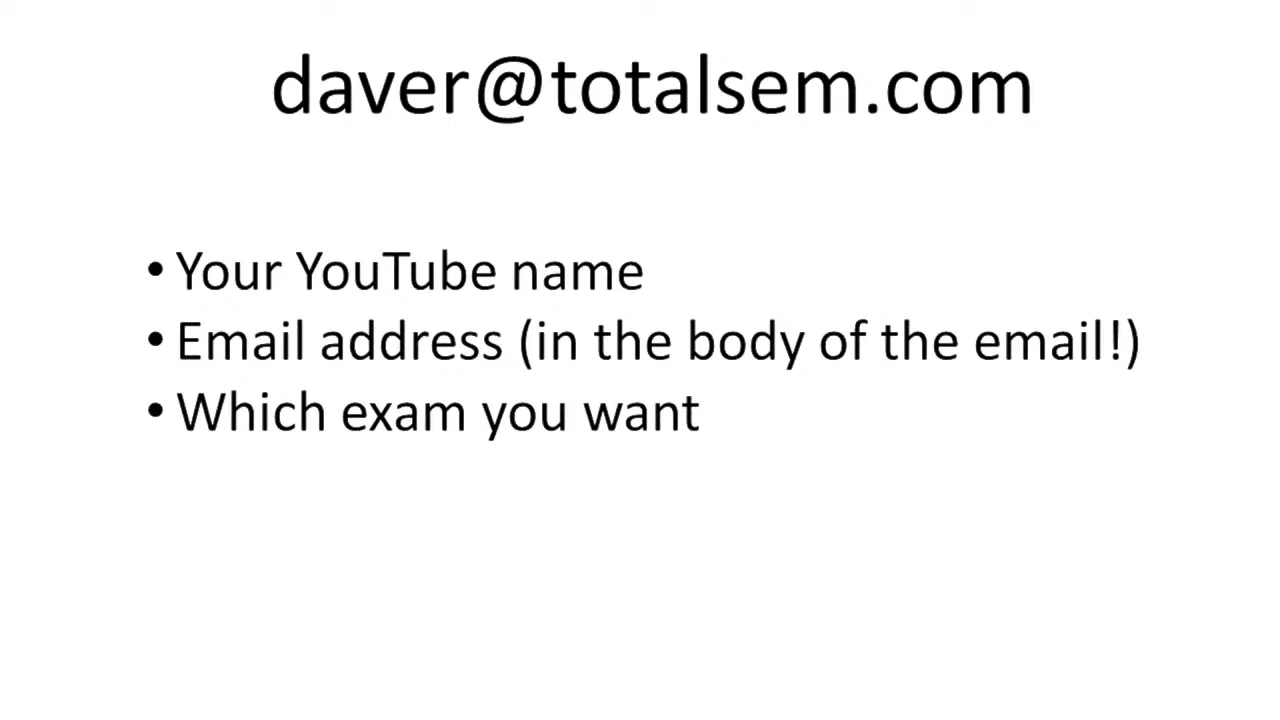 daver@totalsem.com
• Your YouTube name
• Email address (in the body of the email!)
• Which exam you want